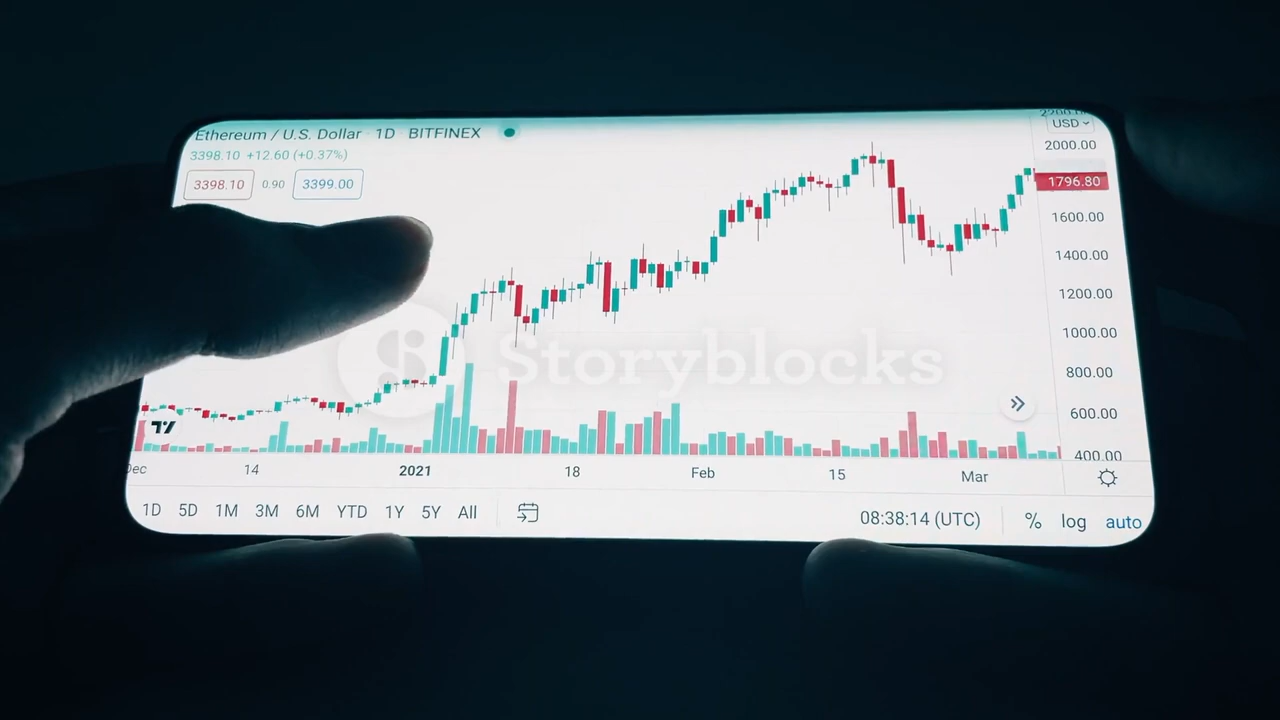 Ethereum / U.S. Dollar · 1D BITFINEX
3398.10 +12.60 (+0.37%)
3398.10 0.90 3399.00
2200.00
USD
2000.00
1796.80
1600.00
1400.00
1200.00
1000.00
800.00
600.00
400.00
Storyblocks
Dec 14 2021 18 Feb 15 Mar
1D 5D 1M 3M 6M YTD 1Y 5Y All
08:38:14 (UTC) % log auto